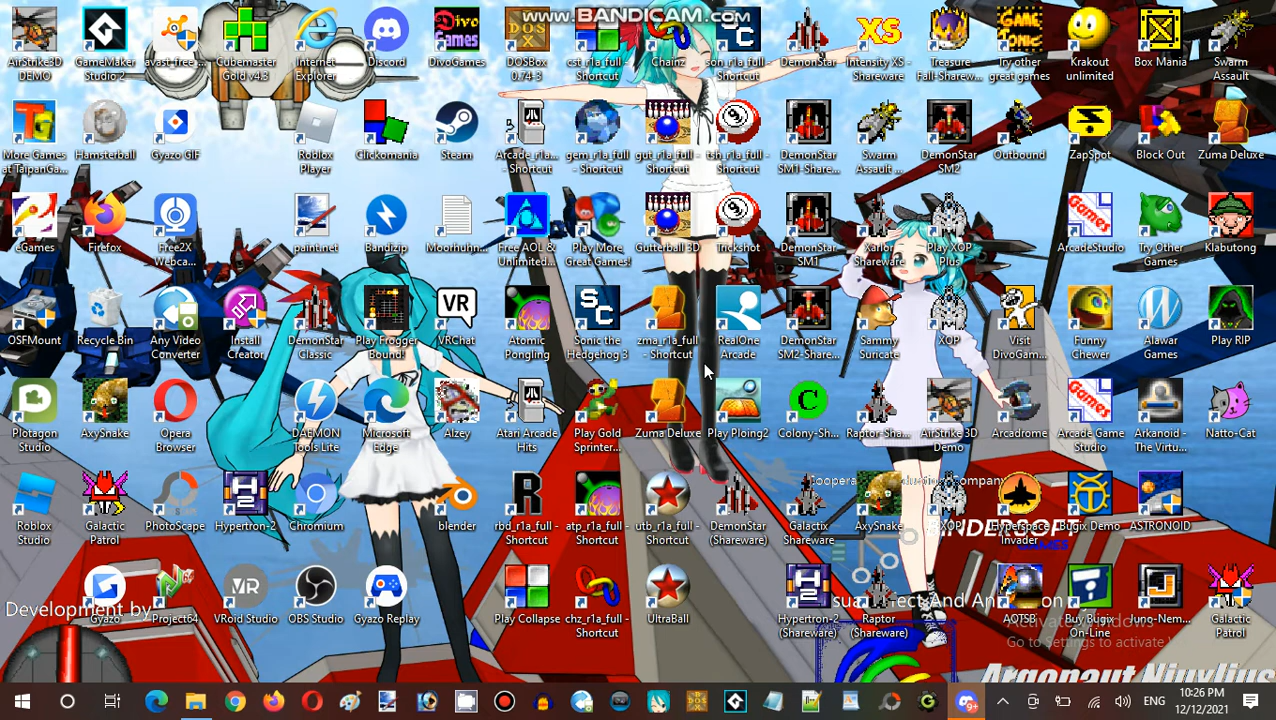 www.BANDICAM.com
AirStrike3D DEMO
GameMaker Studio 2
avast_free_...
Cubemaster Gold v4.3
Internet Explorer
Discord
DivoGames
DOSBox 0.74-3
cst_r1a_full - Shortcut
Chainz
son_r1a_full - Shortcut
DemonStar
Intensity XS - Shareware
Treasure Fall-Sharew...
Try other great games
Krakout unlimited
Box Mania
Swarm Assault
More Games at TaipanGa...
Hamsterball
Gyazo GIF
Roblox Player
Clickomania
Steam
Arcade_r1a... - Shortcut
gem_r1a_full - Shortcut
gut_r1a_full - Shortcut
tsh_r1a_full - Shortcut
DemonStar SM1-Share...
Swarm Assault ...
DemonStar SM2
Outbound
ZapSpot
Block Out
Zuma Deluxe
eGames
Firefox
Free2X Webca...
paint.net
Bandizip
Moorhuhn...
Free AOL & Unlimited...
Play More Great Games!
Gutterball 3D
Trickshot
DemonStar SM1
Xarlor Shareware
Play XOP Plus
ArcadeStudio
Try Other Games
Klabutong
OSFMount
Recycle Bin
Any Video Converter
Install Creator
DemonStar Classic
Play Frogger Bound!
VRChat
Atomic Pongling
Sonic the Hedgehog 3
zma_r1a_full - Shortcut
RealOne Arcade
DemonStar SM2-Share...
Sammy Suricate
XOP
Visit DivoGam...
Funny Chewer
Alawar Games
Play RIP
Plotagon Studio
AxySnake
Opera Browser
DAEMON Tools Lite
Microsoft Edge
Alzey
Atari Arcade Hits
Play Gold Sprinter...
Zuma Deluxe
Play Ploing2
Colony-Sh...
Raptor-Sha...
AirStrike 3D Demo
Arcadrome
Arcade Game Studio
Arkanoid - The Virtu...
Natto-Cat
Roblox Studio
Galactic Patrol
PhotoScape
Hypertron-2
Chromium
blender
rbd_r1a_full - Shortcut
atp_r1a_full - Shortcut
utb_r1a_full - Shortcut
DemonStar (Shareware)
Galactix Shareware
AxySnake
XOP
Hyperspace Invader
Bugix Demo
ASTRONOID
Gyazo
Project64
VRoid Studio
OBS Studio
Gyazo Replay
Play Collapse
chz_r1a_full - Shortcut
UltraBall
Hypertron-2 (Shareware)
Raptor (Shareware)
AOTSB
Buy Bugix On-Line
Juno-Nem...
Galactic Patrol
Development by
Activate Windows
Go to Settings to activate
ENG
10:26 PM
12/12/2021